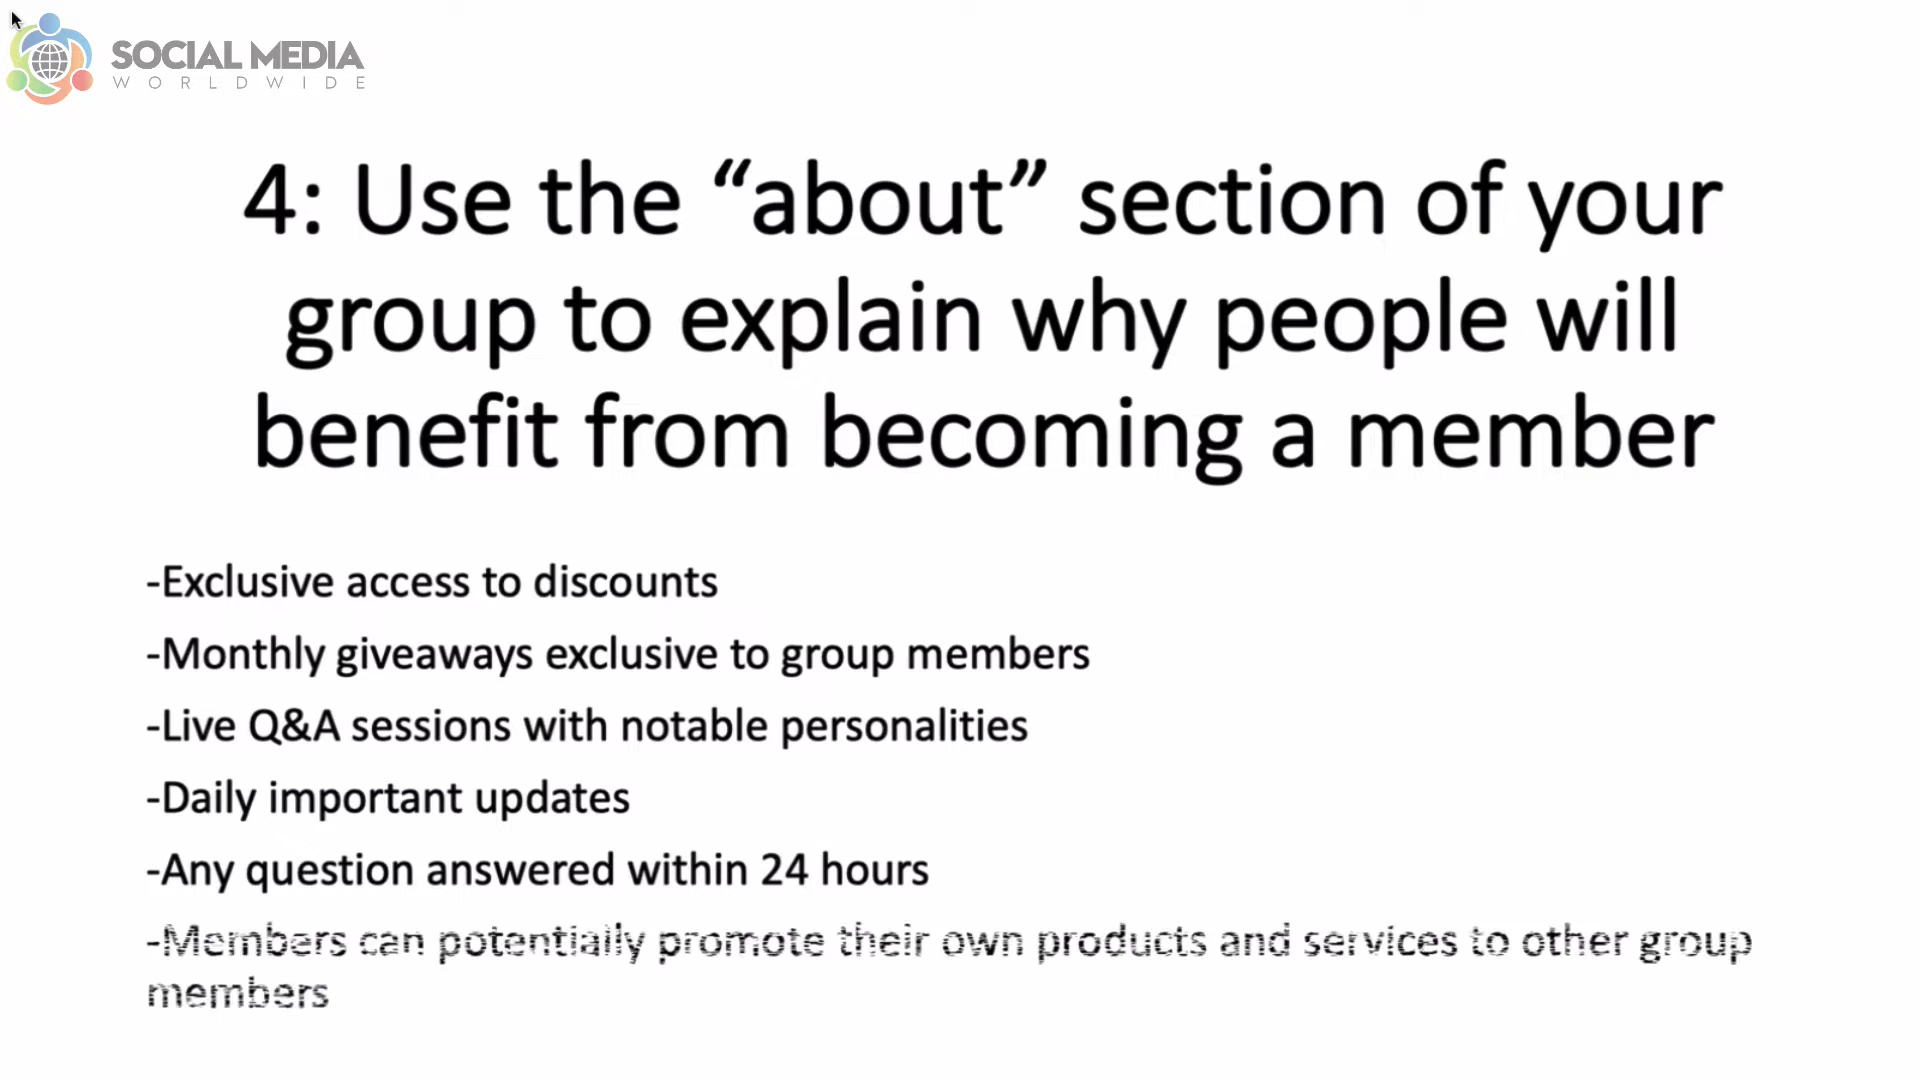 SOCIAL MEDIA
WORLDWIDE
4: Use the “about” section of your
group to explain why people will
benefit from becoming a member
-Exclusive access to discounts
-Monthly giveaways exclusive to group members
-Live Q&A sessions with notable personalities
-Daily important updates
-Any question answered within 24 hours
-Members can potentially promote their own products and services to other group
members